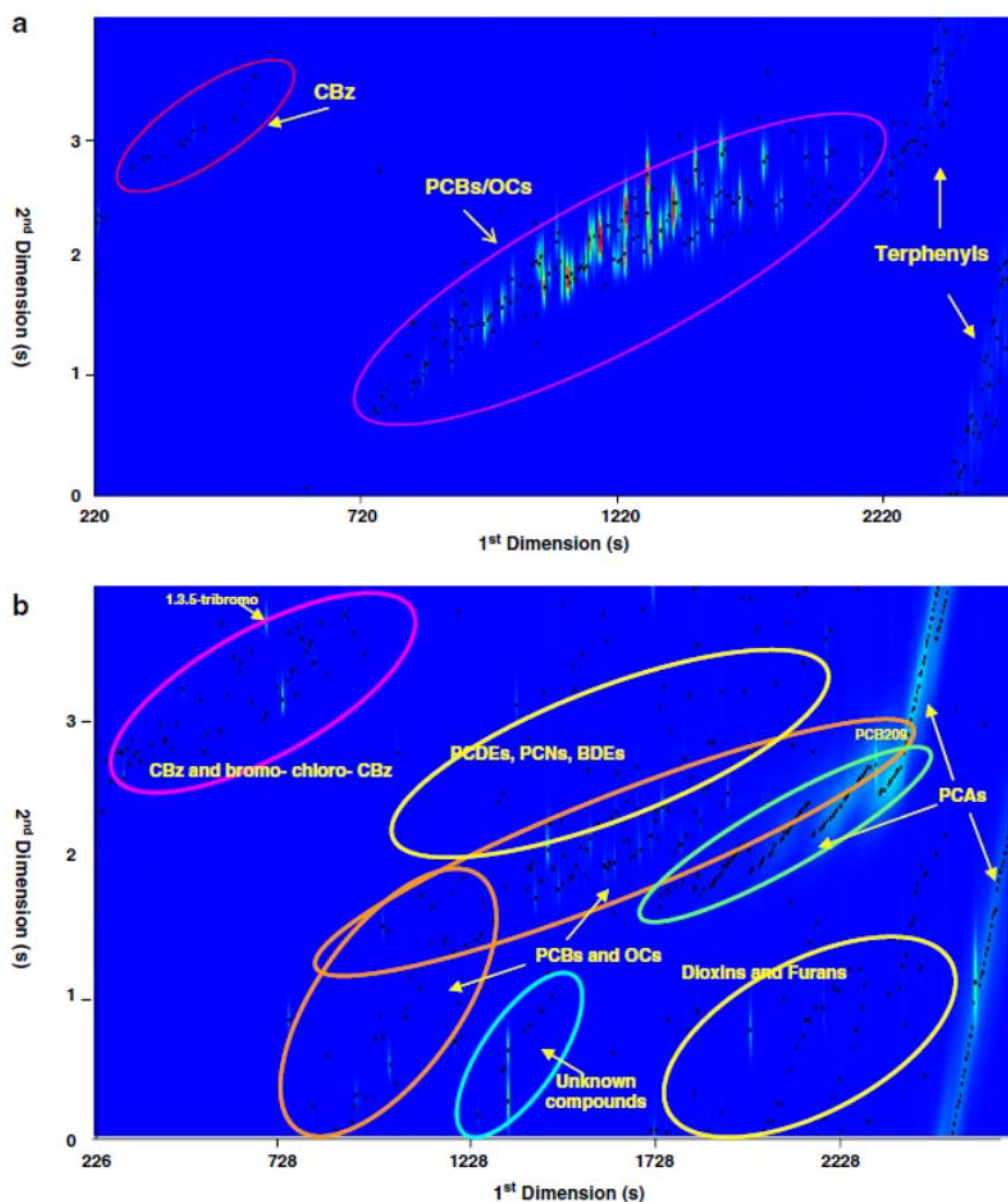 a
CBz
3
PCBs/OCs
2
Terphenyls
2nd Dimension (s)
1
0
220
720
1220
2220
1st Dimension (s)
b
1.3.5-tribromo
3
PCDEs, PCNs, BDEs
PCB209
CBz and bromo- chloro- CBz
PCAs
2
2nd Dimension (s)
PCBs and OCs
Dioxins and Furans
1
Unknown
compounds
0
226
728
1228
1728
2228
1st Dimension (s)